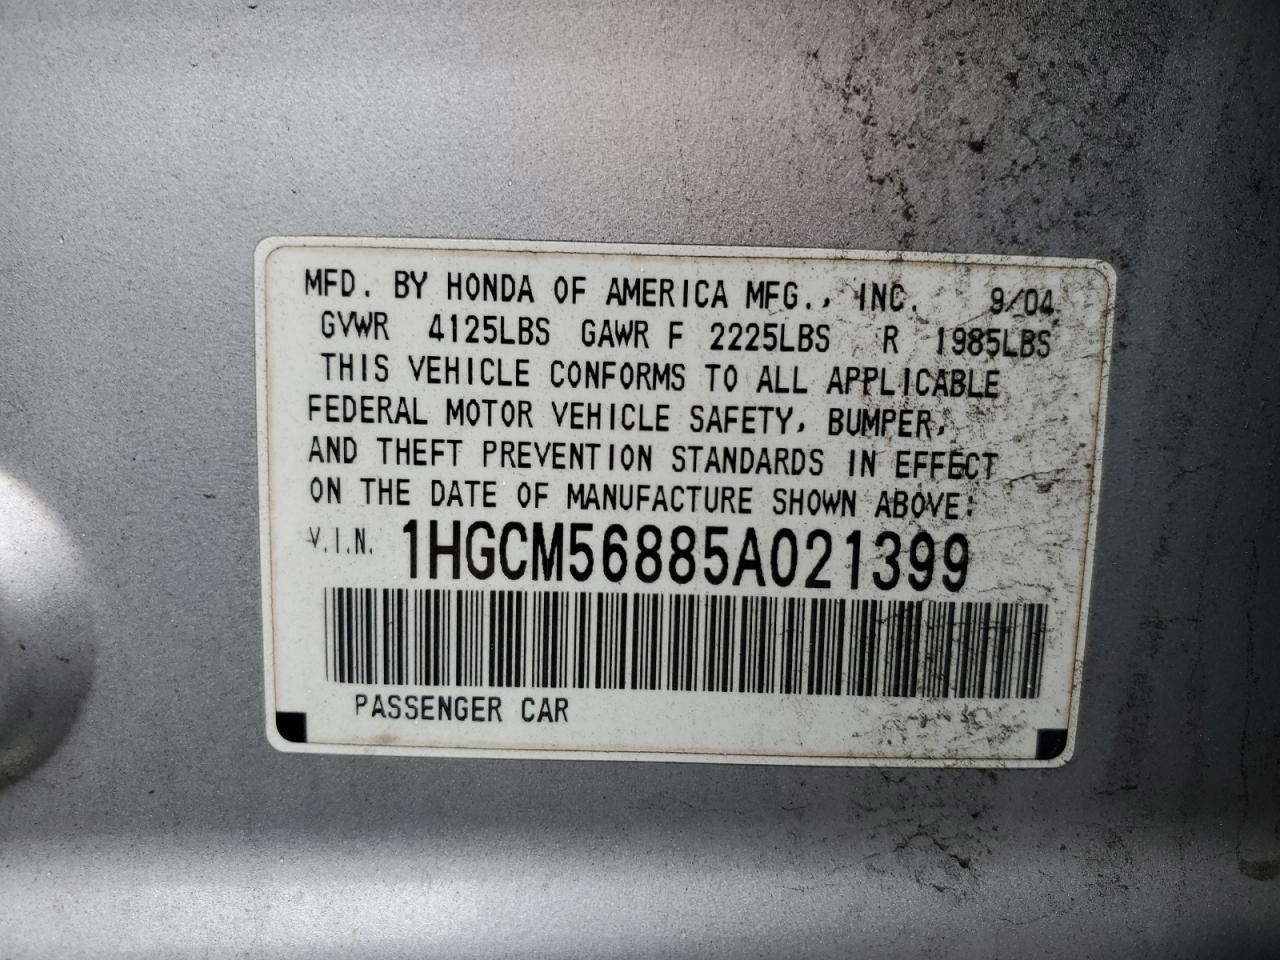 MFD. BY HONDA OF AMERICA MFG., INC. 9/04
GVWR 4125LBS GAWR F 2225LBS R 1985LBS
THIS VEHICLE CONFORMS TO ALL APPLICABLE
FEDERAL MOTOR VEHICLE SAFETY, BUMPER,
AND THEFT PREVENTION STANDARDS IN EFFECT
ON THE DATE OF MANUFACTURE SHOWN ABOVE:
V.I.N. 1HGCM56885A021399
PASSENGER CAR